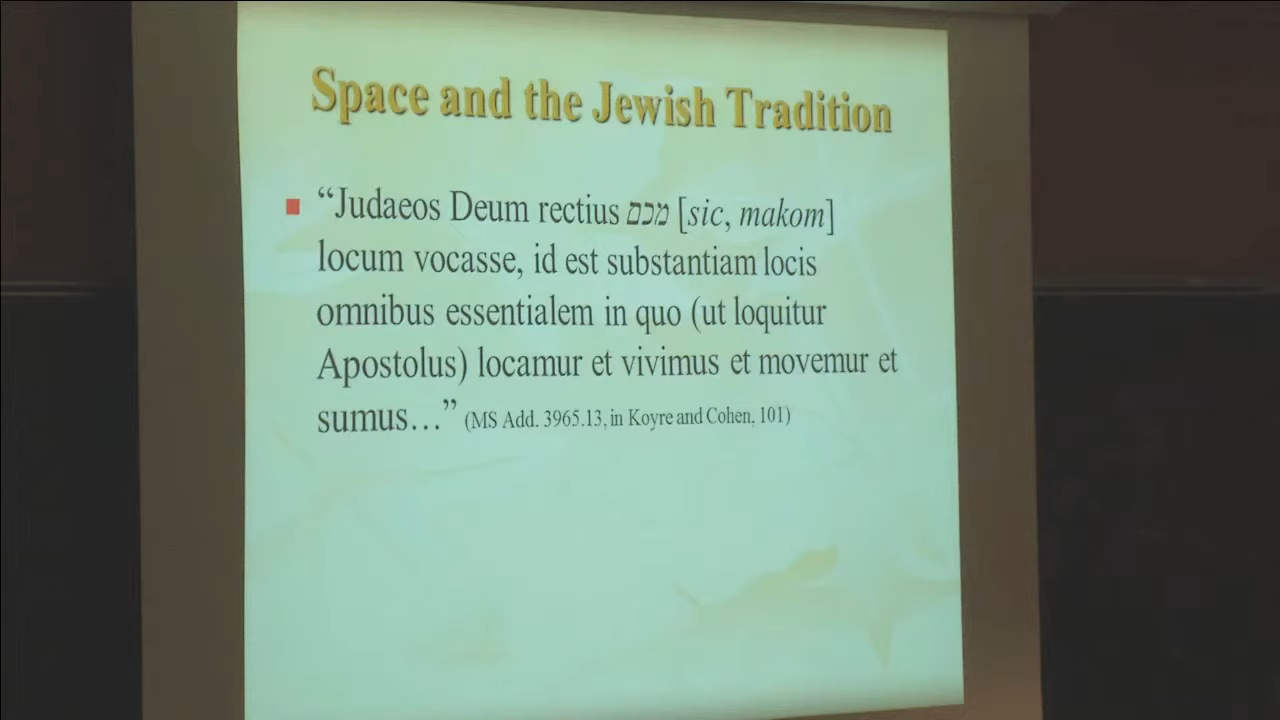 Space and the Jewish Tradition
“Judaeos Deum rectius מכם [sic, makom]
locum vocasse, id est substantiam locis
omnibus essentialem in quo (ut loquitur
Apostolus) locamur et vivimus et movemur et
sumus…” (MS Add. 3965.13, in Koyre and Cohen, 101)